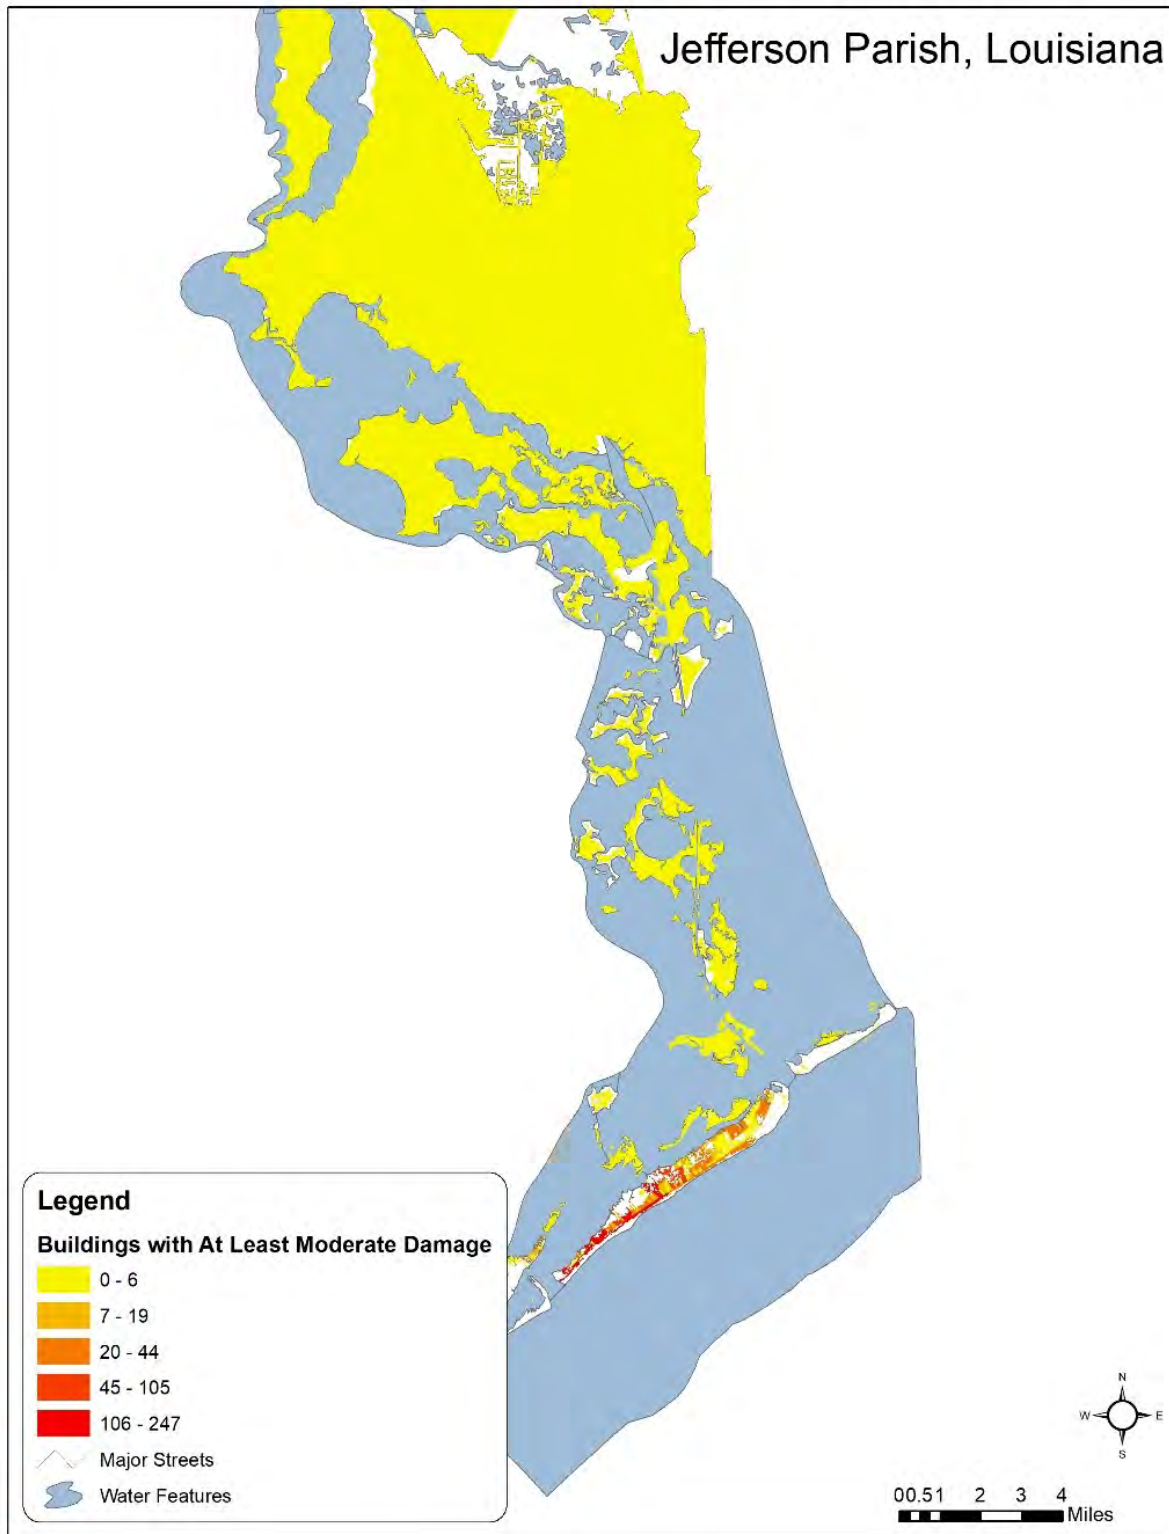 Jefferson Parish, Louisiana
Legend
Buildings with At Least Moderate Damage
0 - 6
7 - 19
20 - 44
45 - 105
106 - 247
Major Streets
Water Features
N
W E
S
00.51 2 3 4
Miles